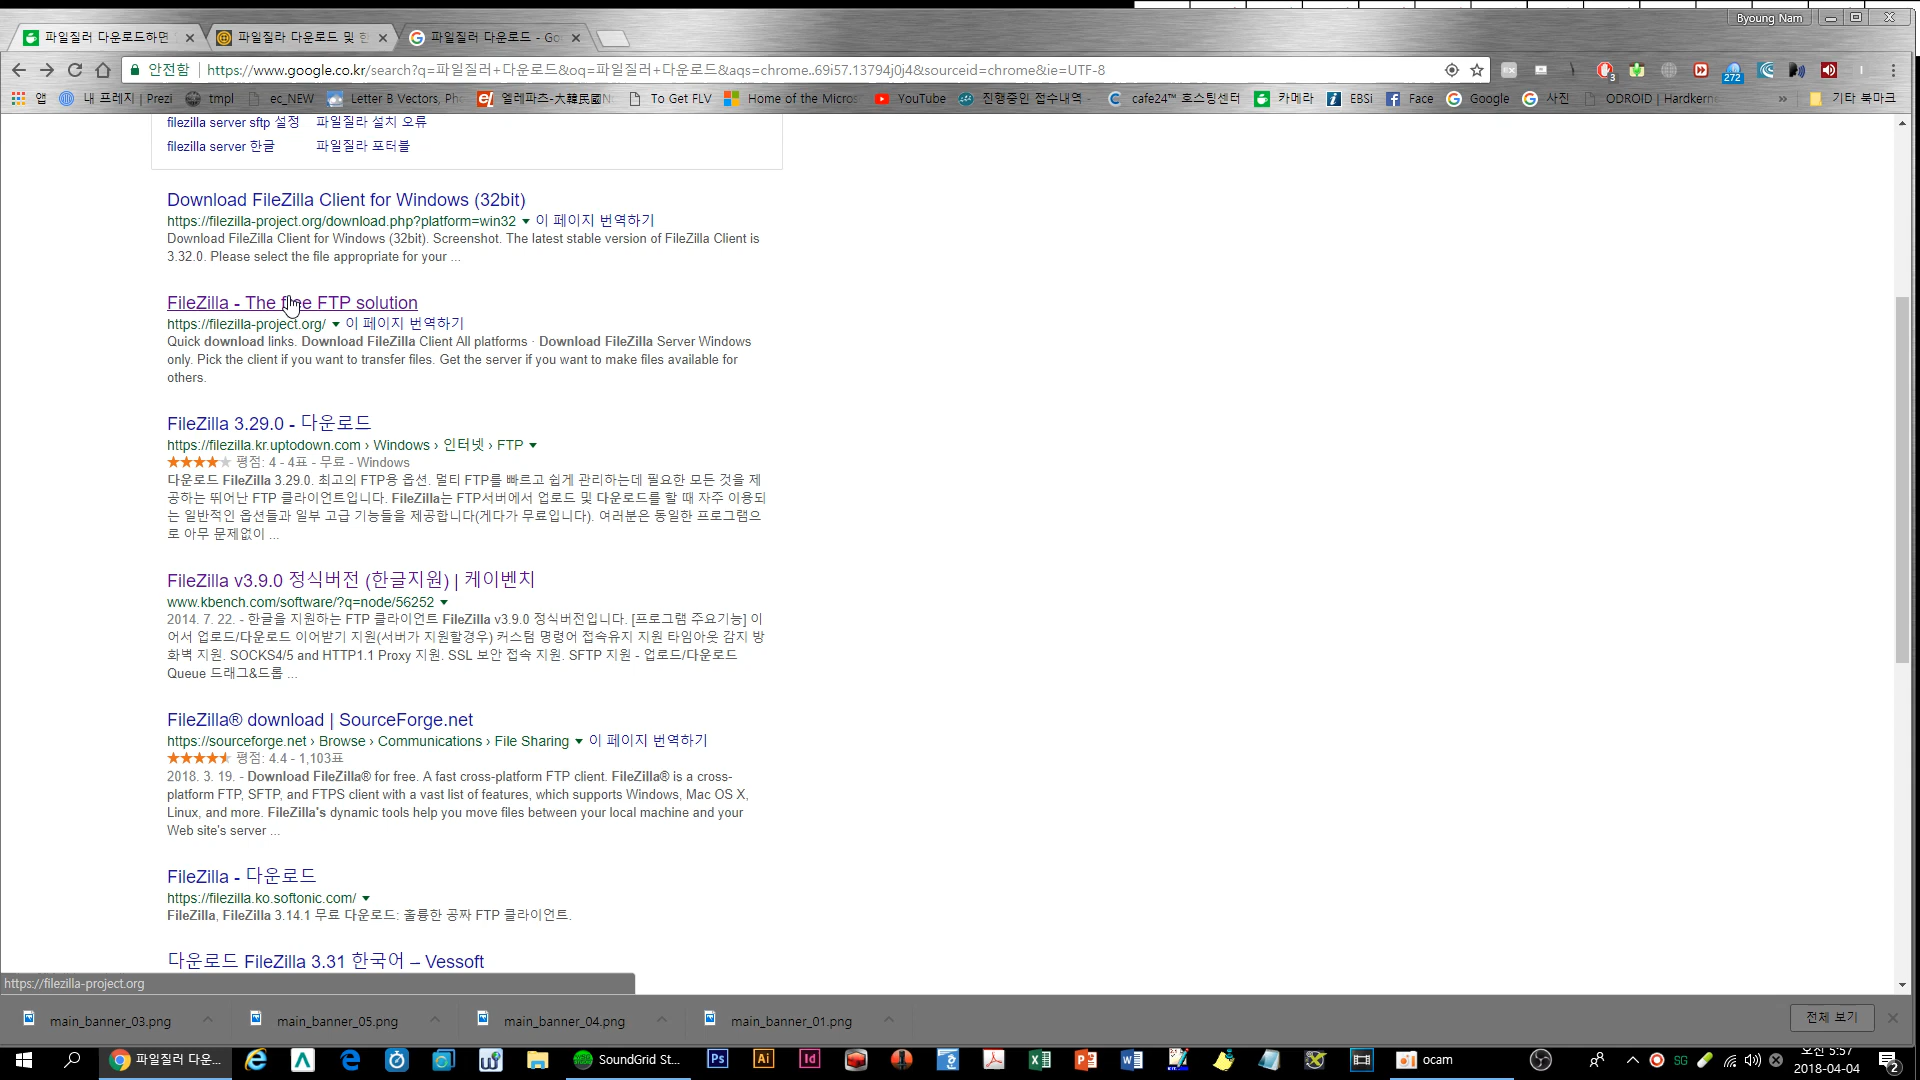 Byoung Nam
파일질러 다운로드하면
파일질라 다운로드 및 한
파일질러 다운로드 - Go
안전함 https://www.google.co.kr/search?q=파일질러+다운로드&oq=파일질러+다운로드&aqs=chrome..69i57.13794j0j4&sourceid=chrome&ie=UTF-8
3
272
앱 내 프레지 | Prezi tmpl ec_NEW Letter B Vectors, Pho 엘레파츠-大韓民國N To Get FLV Home of the Micros YouTube 진행중인 접수내역 - cafe24™ 호스팅센터 카메라 EBSi Face Google 사진 ODROID | Hardkerne » 기타 북마크
filezilla server sftp 설정 파일질라 설치 오류
filezilla server 한글 파일질라 포터블
Download FileZilla Client for Windows (32bit)
https://filezilla-project.org/download.php?platform=win32 이 페이지 번역하기
Download FileZilla Client for Windows (32bit). Screenshot. The latest stable version of FileZilla Client is
3.32.0. Please select the file appropriate for your ...
FileZilla - The free FTP solution
https://filezilla-project.org/ 이 페이지 번역하기
Quick download links. Download FileZilla Client All platforms · Download FileZilla Server Windows
only. Pick the client if you want to transfer files. Get the server if you want to make files available for
others.
FileZilla 3.29.0 - 다운로드
https://filezilla.kr.uptodown.com › Windows › 인터넷 › FTP
평점: 4 - 4표 - 무료 - Windows
다운로드 FileZilla 3.29.0. 최고의 FTP용 옵션. 멀티 FTP를 빠르고 쉽게 관리하는데 필요한 모든 것을 제
공하는 뛰어난 FTP 클라이언트입니다. FileZilla는 FTP서버에서 업로드 및 다운로드를 할 때 자주 이용되
는 일반적인 옵션들과 일부 고급 기능들을 제공합니다(게다가 무료입니다). 여러분은 동일한 프로그램으
로 아무 문제없이 ...
FileZilla v3.9.0 정식버전 (한글지원) | 케이벤치
www.kbench.com/software/?q=node/56252
2014. 7. 22. - 한글을 지원하는 FTP 클라이언트 FileZilla v3.9.0 정식버전입니다. [프로그램 주요기능] 이
어서 업로드/다운로드 이어받기 지원(서버가 지원할경우) 커스텀 명령어 접속유지 지원 타임아웃 감지 방
화벽 지원. SOCKS4/5 and HTTP1.1 Proxy 지원. SSL 보안 접속 지원. SFTP 지원 - 업로드/다운로드
Queue 드래그&드롭 ...
FileZilla® download | SourceForge.net
https://sourceforge.net › Browse › Communications › File Sharing 이 페이지 번역하기
평점: 4.4 - 1,103표
2018. 3. 19. - Download FileZilla® for free. A fast cross-platform FTP client. FileZilla® is a cross-
platform FTP, SFTP, and FTPS client with a vast list of features, which supports Windows, Mac OS X,
Linux, and more. FileZilla's dynamic tools help you move files between your local machine and your
Web site's server ...
FileZilla - 다운로드
https://filezilla.ko.softonic.com/
FileZilla, FileZilla 3.14.1 무료 다운로드: 훌륭한 공짜 FTP 클라이언트.
다운로드 FileZilla 3.31 한국어 – Vessoft
https://filezilla-project.org
main_banner_03.png main_banner_05.png main_banner_04.png main_banner_01.png 전체 보기
파일질러 다운... SoundGrid St... Ps Ai Id ocam SG
오전 5:57
2018-04-04
2